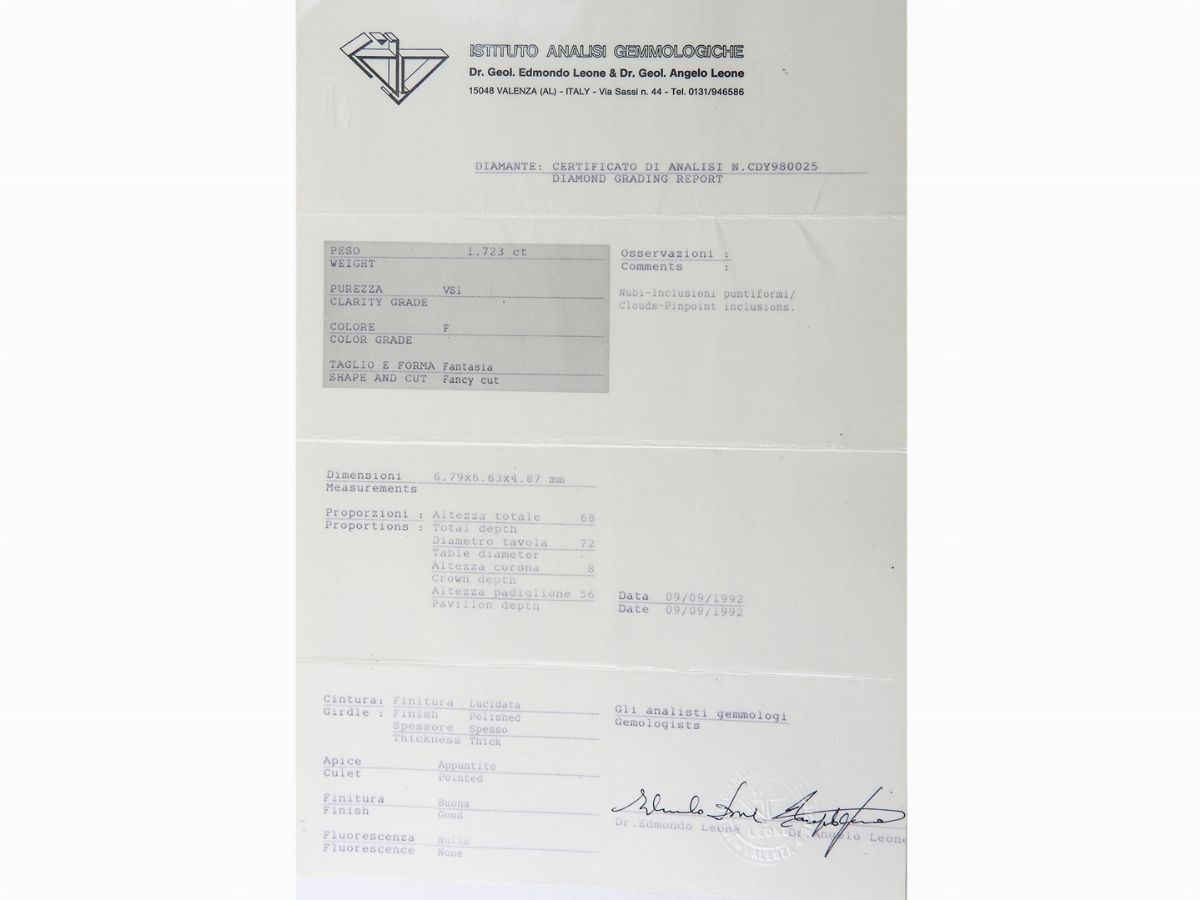 ISTITUTO ANALISI GEMMOLOGICHE
Dr. Geol. Edmondo Leone & Dr. Geol. Angelo Leone
15048 VALENZA (AL) - ITALY - Via Sassi n. 44 - Tel. 0131/946586
DIAMANTE: CERTIFICATO DI ANALISI N.CDY980025
DIAMOND GRADING REPORT
PESO 1.723 ct
WEIGHT
PUREZZA VS1
CLARITY GRADE
COLORE F
COLOR GRADE
TAGLIO E FORMA Fantasia
SHAPE AND CUT Fancy cut
Osservazioni :
Comments :
Nubi-Inclusioni puntiformi/
Clouds-Pinpoint inclusions.
Dimensioni 6.79x6.63x4.87 mm
Measurements
Proporzioni : Altezza totale 68
Proportions : Total depth
Diametro tavola 72
Table diameter
Altezza corona 8
Crown depth
Altezza padiglione 56
Pavilion depth
Data 09/09/1992
Date 09/09/1992
Cintura: Finitura Lucidata
Girdle : Finish Polished
Spessore Spesso
Thickness Thick
Apice Appuntito
Culet Pointed
Finitura Buona
Finish Good
Fluorescenza Nulla
Fluorescence None
Gli analisti gemmologi
Gemologists
Dr.Edmondo Leone Dr.Angelo Leone
LEONE
VALENZA